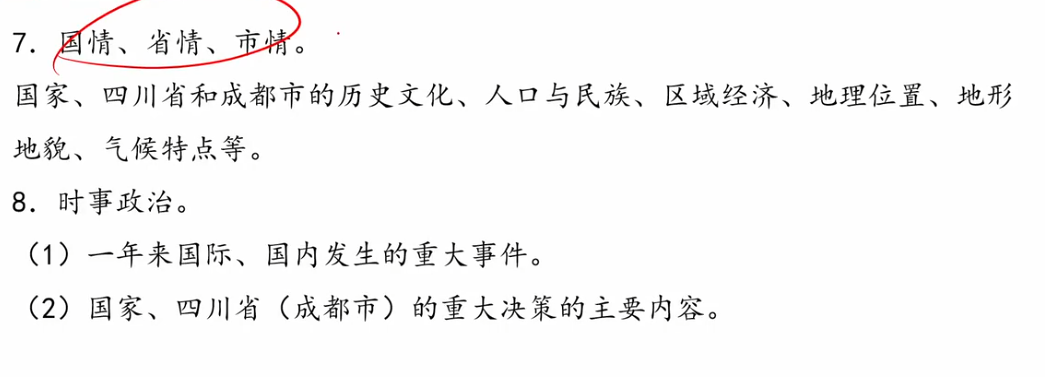 7. 国情、省情、市情。
国家、四川省和成都市的历史文化、人口与民族、区域经济、地理位置、地形
地貌、气候特点等。
8. 时事政治。
（1）一年来国际、国内发生的重大事件。
（2）国家、四川省（成都市）的重大决策的主要内容。